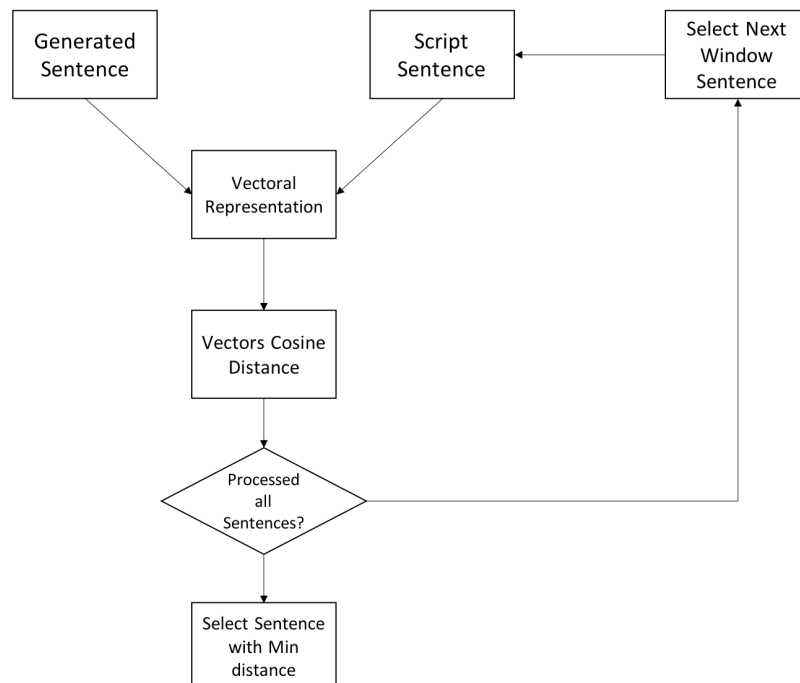 Generated
Sentence
Script
Sentence
Select Next
Window
Sentence
Vectoral
Representation
Vectors Cosine
Distance
Processed
all
Sentences?
Select Sentence
with Min
distance